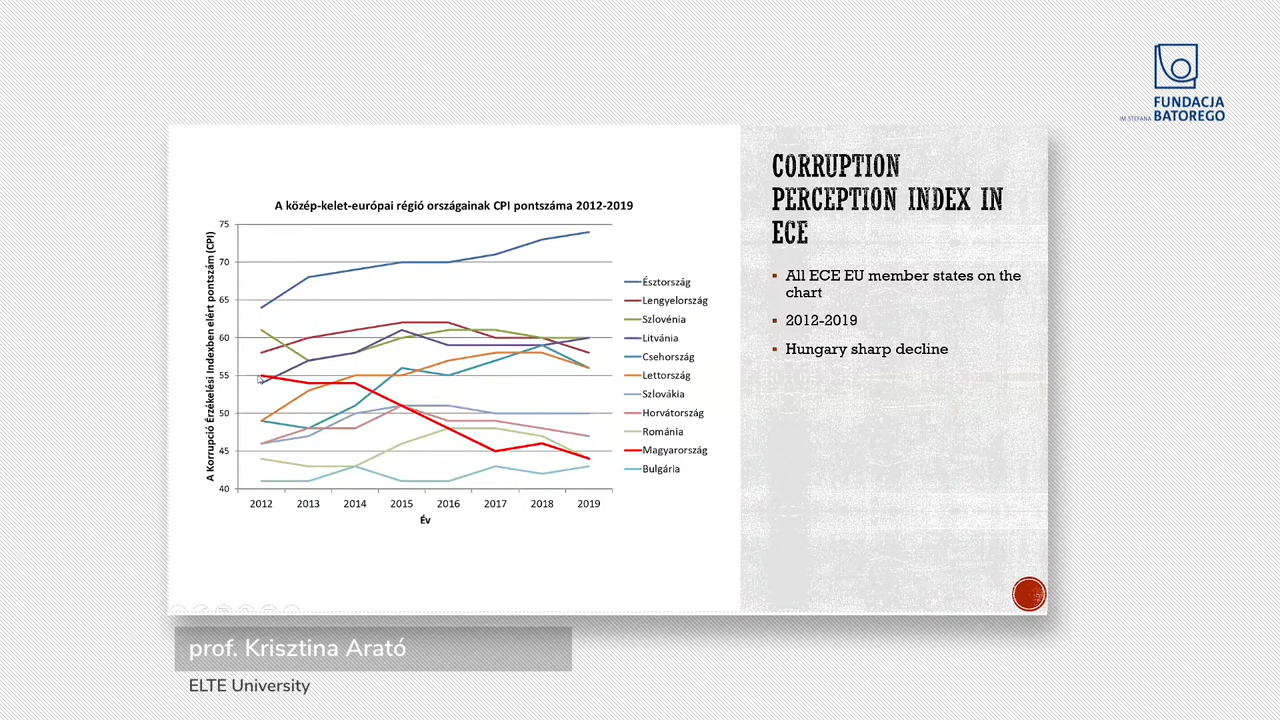 FUNDACJA
IM STEFANA BATOREGO
A közép-kelet-európai régió országainak CPI pontszáma 2012-2019
A Korrupció Érzékelési Indexben elért pontszám (CPI)
75
70
65
60
55
50
45
40
2012 2013 2014 2015 2016 2017 2018 2019
Év
Észtország
Lengyelország
Szlovénia
Litvánia
Csehország
Lettország
Szlovákia
Horvátország
Románia
Magyarország
Bulgária
CORRUPTION
PERCEPTION INDEX IN
ECE
All ECE EU member states on the
chart
2012-2019
Hungary sharp decline
prof. Krisztina Arató
ELTE University